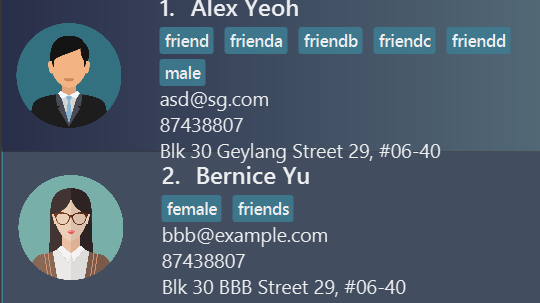 1. Alex Yeoh
friend frienda friendb friendc friendd
male
asd@sg.com
87438807
Blk 30 Geylang Street 29, #06-40
2. Bernice Yu
female friends
bbb@example.com
87438807
Blk 30 BBB Street 29, #06-40